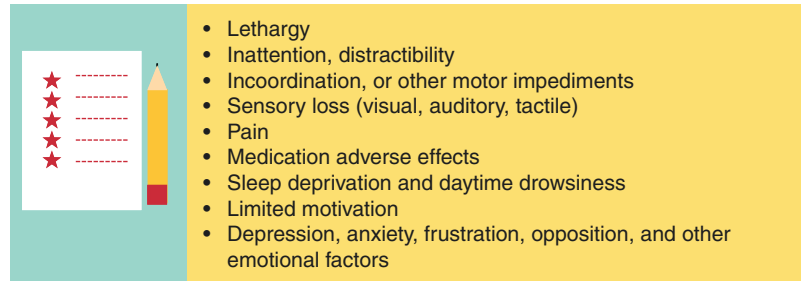 • Lethargy
• Inattention, distractibility
• Incoordination, or other motor impediments
• Sensory loss (visual, auditory, tactile)
• Pain
• Medication adverse effects
• Sleep deprivation and daytime drowsiness
• Limited motivation
• Depression, anxiety, frustration, opposition, and other
emotional factors